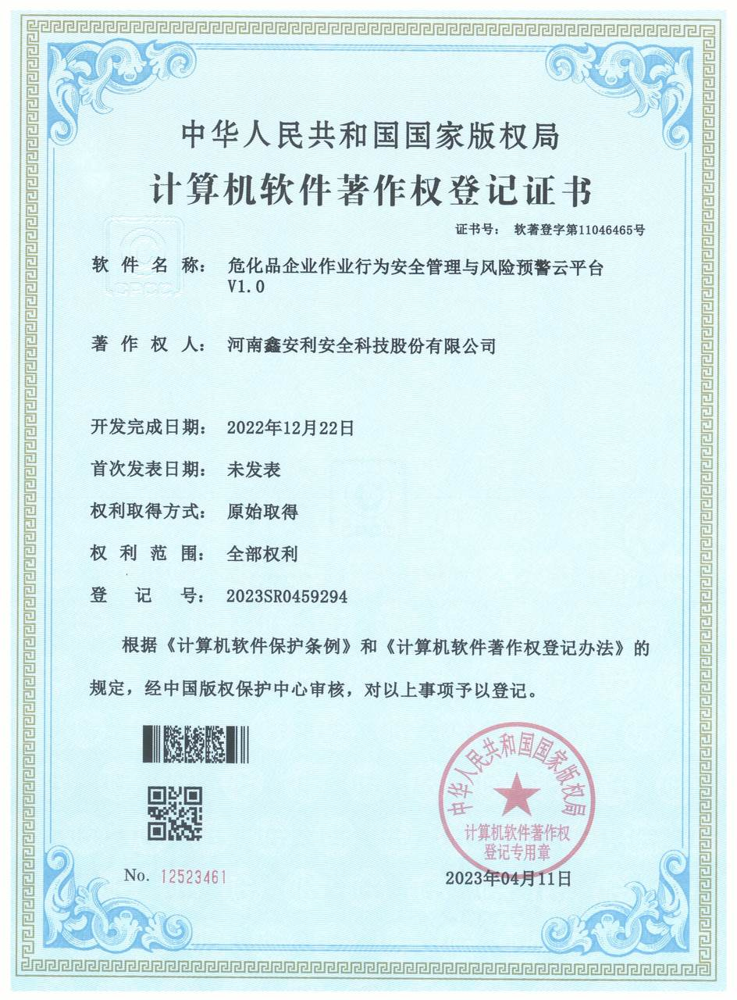 中华人民共和国国家版权局
计算机软件著作权登记证书
证书号： 软著登字第11046465号
软件名称： 危化品企业作业行为安全管理与风险预警云平台
V1.0
著作权人： 河南鑫安利安全科技股份有限公司
开发完成日期： 2022年12月22日
首次发表日期： 未发表
权利取得方式： 原始取得
权利范围： 全部权利
登记号： 2023SR0459294
根据《计算机软件保护条例》和《计算机软件著作权登记办法》的
规定，经中国版权保护中心审核，对以上事项予以登记。
中华人民共和国国家版权局
计算机软件著作权
登记专用章
No. 12523461
2023年04月11日